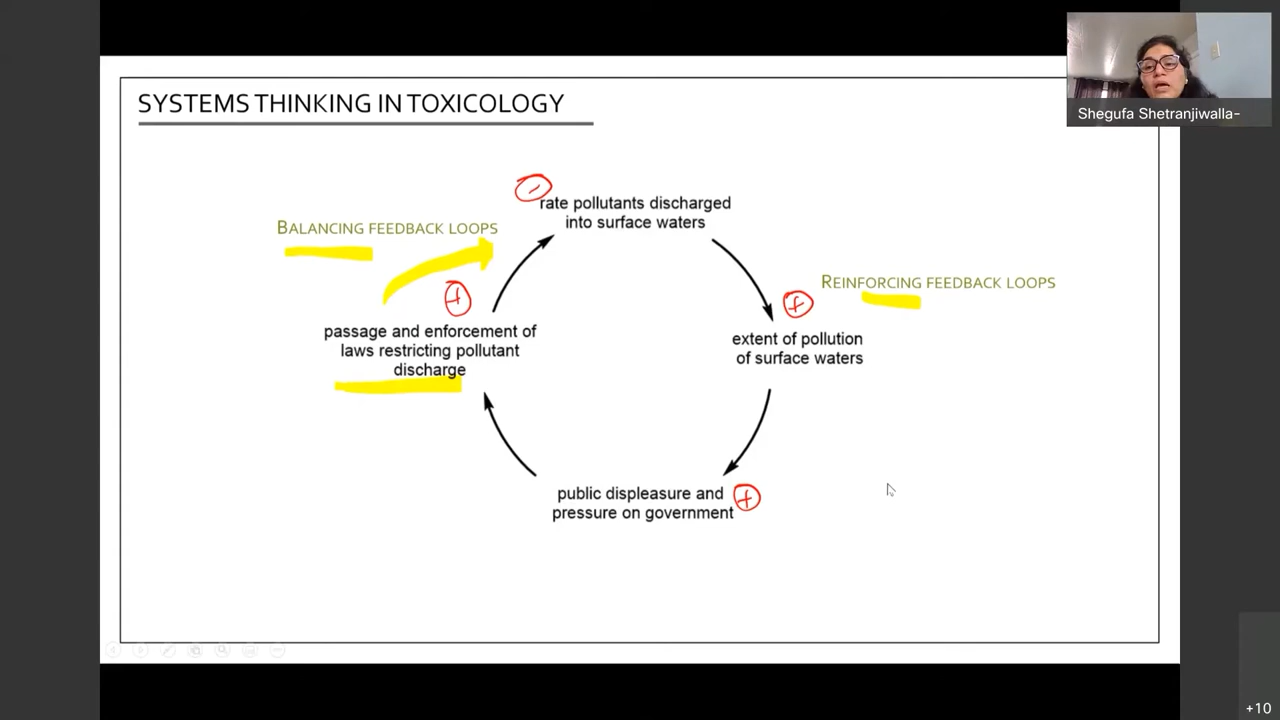 SYSTEMS THINKING IN TOXICOLOGY
Shegufa Shetranjiwalla-
-
rate pollutants discharged
into surface waters
BALANCING FEEDBACK LOOPS
REINFORCING FEEDBACK LOOPS
+
+
passage and enforcement of
laws restricting pollutant
discharge
extent of pollution
of surface waters
public displeasure and
pressure on government
+
+10